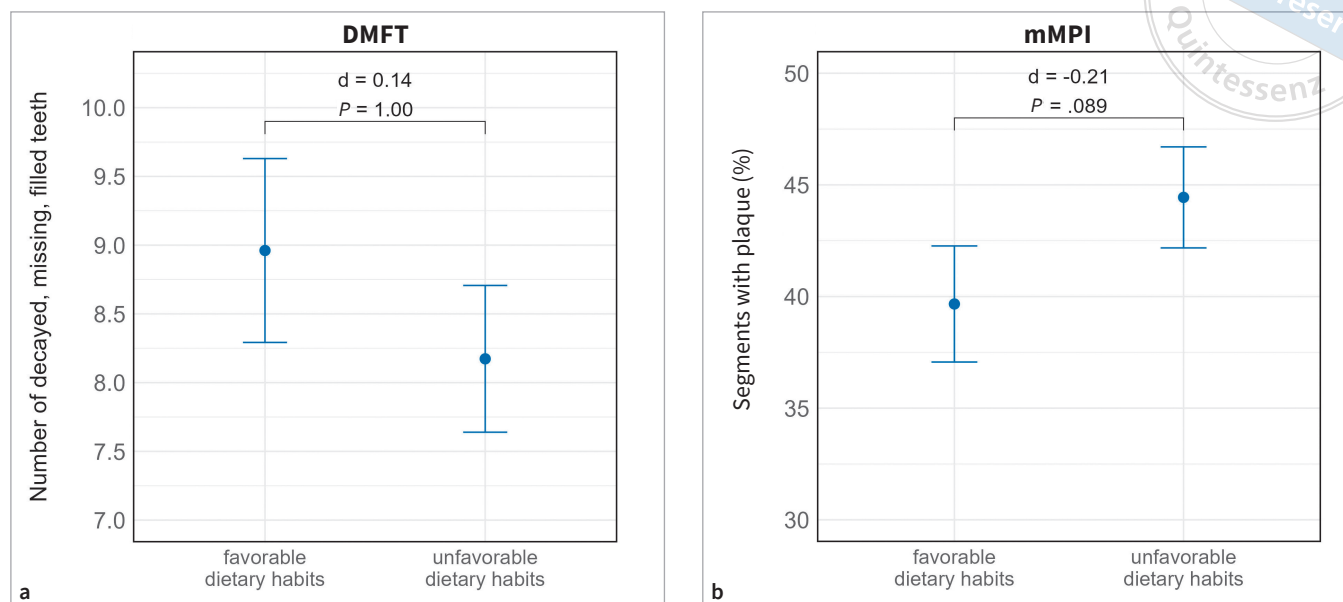 DMFT
d = 0.14
P = 1.00
Number of decayed, missing, filled teeth
10.0
9.5
9.0
8.5
8.0
7.5
7.0
favorable
dietary habits
unfavorable
dietary habits
a
mMPI
d = -0.21
P = .089
Segments with plaque (%)
50
45
40
35
30
favorable
dietary habits
unfavorable
dietary habits
b
Quintessenz